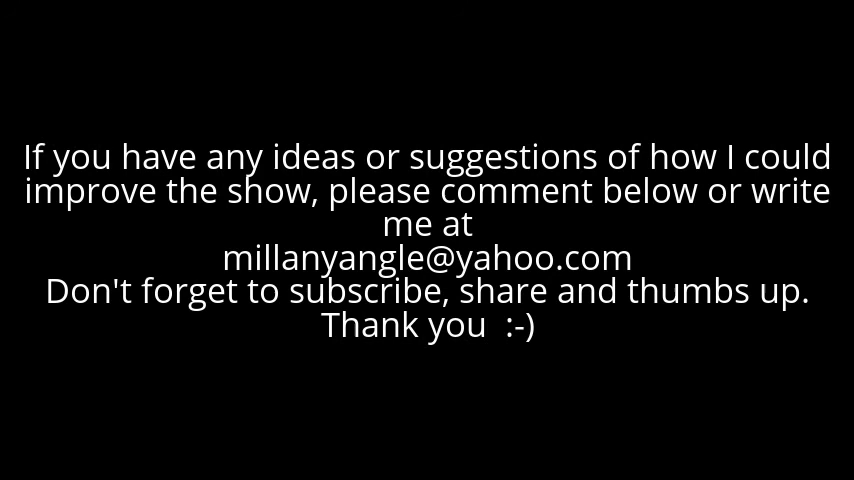 If you have any ideas or suggestions of how I could
improve the show, please comment below or write
me at
millanyangle@yahoo.com
Don't forget to subscribe, share and thumbs up.
Thank you  :-)